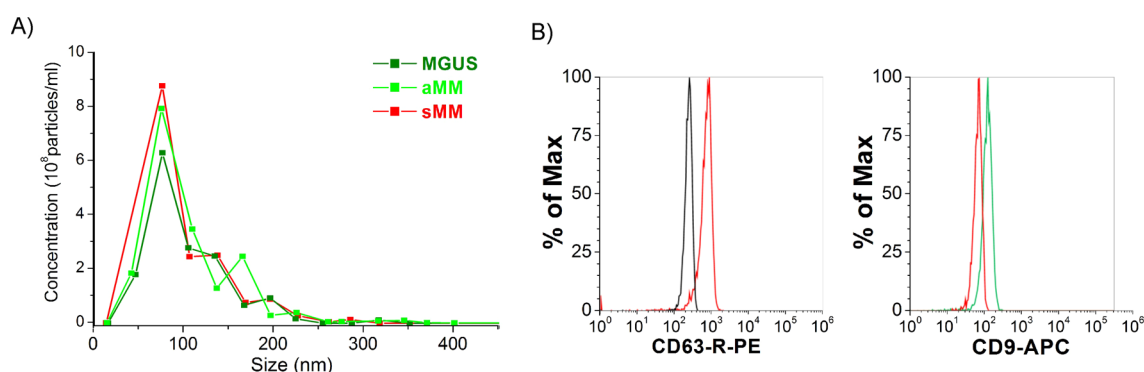 A)
Concentration (10⁸particles/ml)
10
8
6
4
2
0
0
100
200
300
400
Size (nm)
MGUS
aMM
sMM
B)
% of Max
100
75
50
25
0
10⁰ 10¹ 10² 10³ 10⁴ 10⁵ 10⁶
CD63-R-PE
% of Max
100
75
50
25
0
10⁰ 10¹ 10² 10³ 10⁴ 10⁵ 10⁶
CD9-APC